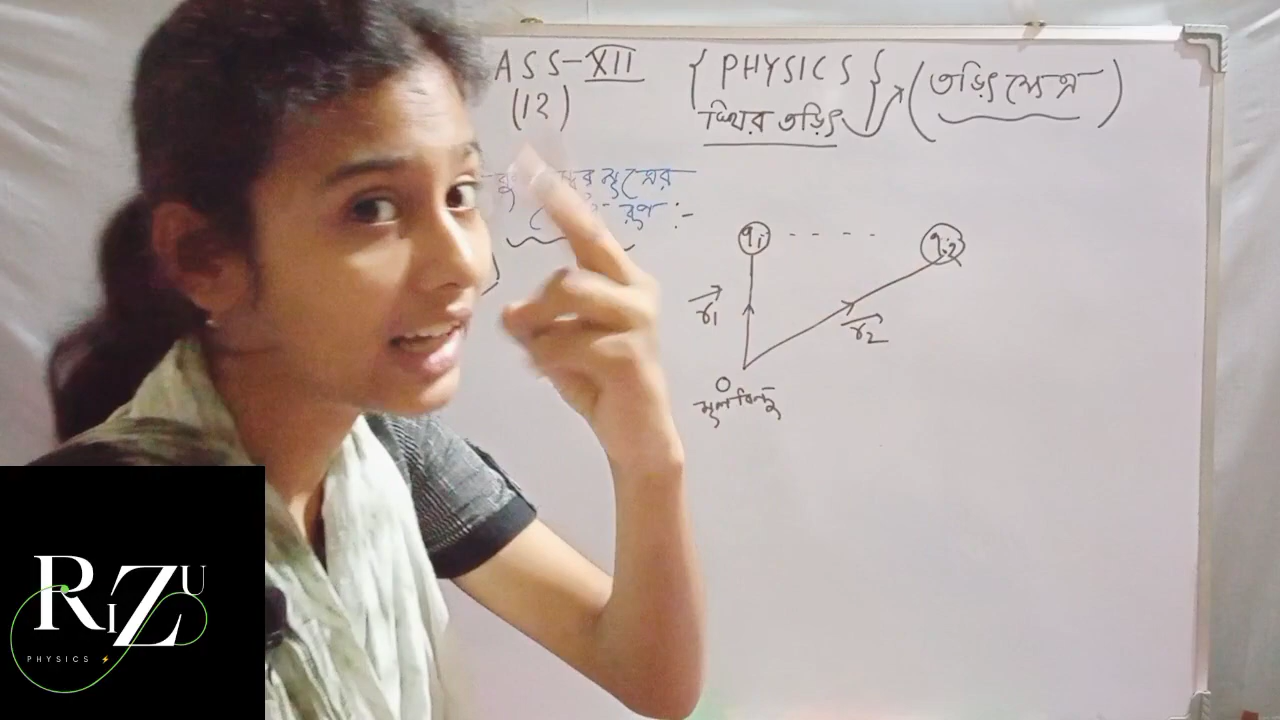 ASS-XII
(12)
{ PHYSICS }
স্থির তড়িৎ
(তড়িৎ ক্ষেত্র)
সূত্রের
রূপ :-
q1 - - - - q2
r1
r2
O
মূলবিন্দু
RiZU
PHYSICS ⚡